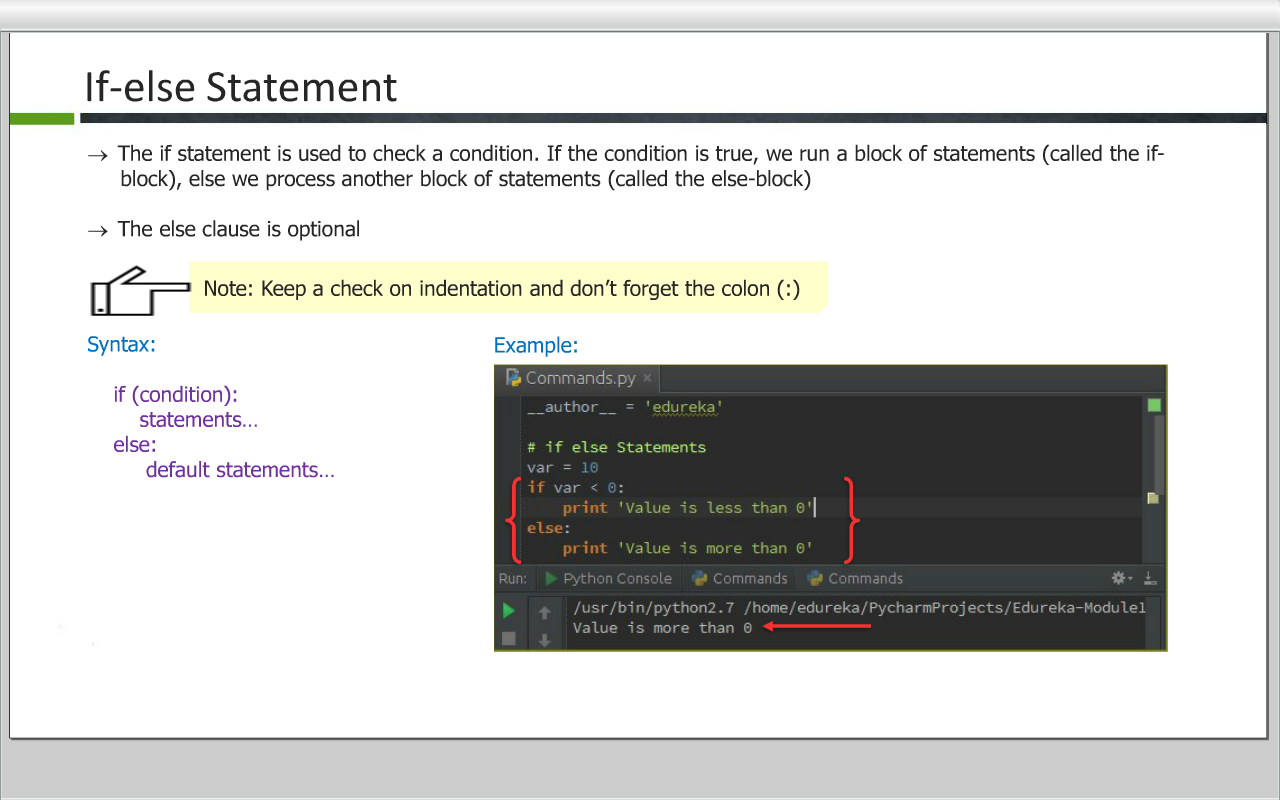 If-else Statement
→ The if statement is used to check a condition. If the condition is true, we run a block of statements (called the if-
block), else we process another block of statements (called the else-block)
→ The else clause is optional
Note: Keep a check on indentation and don’t forget the colon (:)
Syntax:
if (condition):
statements…
else:
default statements…
Example:
Commands.py ×
__author__ = 'edureka'
# if else Statements
var = 10
if var < 0:
print 'Value is less than 0'
else:
print 'Value is more than 0'
Run: Python Console Commands Commands
/usr/bin/python2.7 /home/edureka/PycharmProjects/Edureka-Module1
Value is more than 0